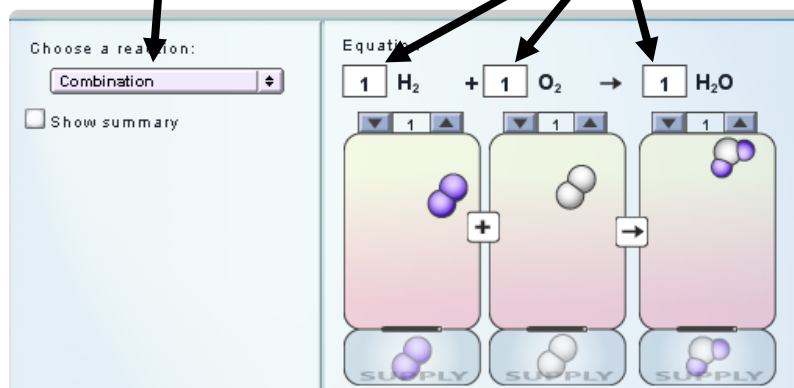 Choose a reaction:
Combination
Show summary
Equation
1 H₂ + 1 O₂ → 1 H₂O
1 1 1
+ →
SUPPLY SUPPLY SUPPLY